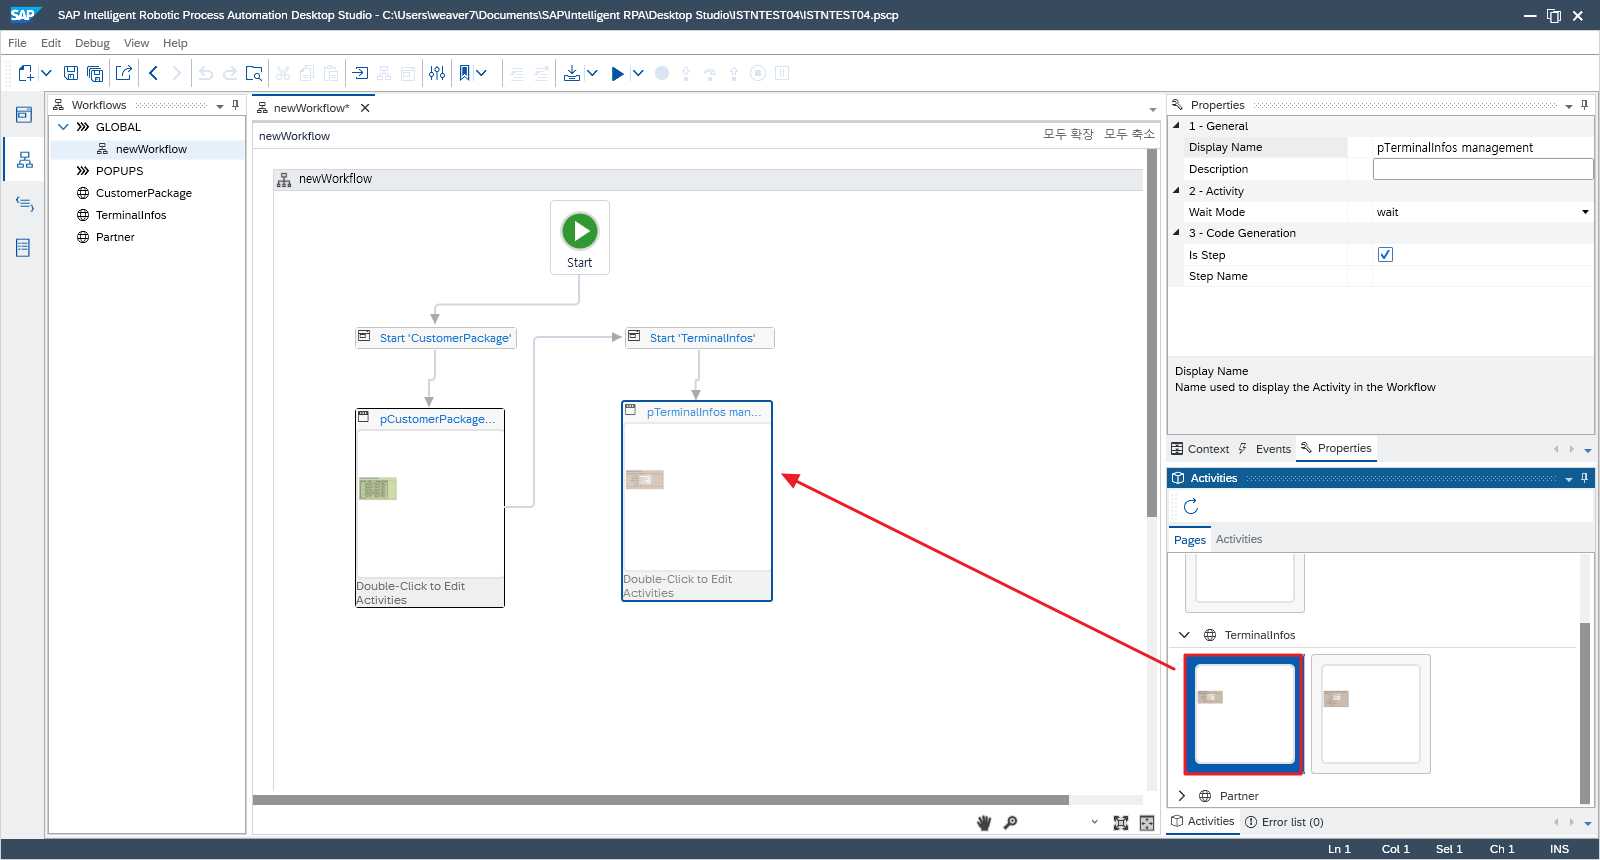 SAP SAP Intelligent Robotic Process Automation Desktop Studio - C:\Users\weaver7\Documents\SAP\Intelligent RPA\Desktop Studio\ISTNTEST04\ISTNTEST04.pscp
File Edit Debug View Help
Workflows
GLOBAL
newWorkflow
POPUPS
CustomerPackage
TerminalInfos
Partner
newWorkflow*
newWorkflow
모두 확장 모두 축소
newWorkflow
Start
Start 'CustomerPackage'
Start 'TerminalInfos'
pCustomerPackage...
Double-Click to Edit
Activities
pTerminalInfos man...
Double-Click to Edit
Activities
Properties
1 - General
Display Name pTerminalInfos management
Description
2 - Activity
Wait Mode wait
3 - Code Generation
Is Step
Step Name
Display Name
Name used to display the Activity in the Workflow
Context Events Properties
Activities
Pages Activities
TerminalInfos
Partner
Activities Error list (0)
Ln 1 Col 1 Sel 1 Ch 1 INS